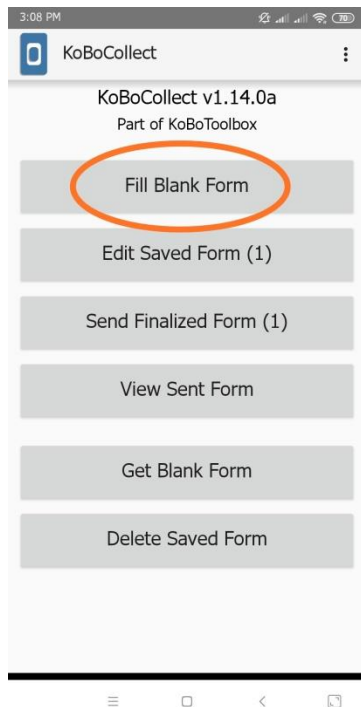 3:08 PM
70
KoBoCollect
KoBoCollect v1.14.0a
Part of KoBoToolbox
Fill Blank Form
Edit Saved Form (1)
Send Finalized Form (1)
View Sent Form
Get Blank Form
Delete Saved Form